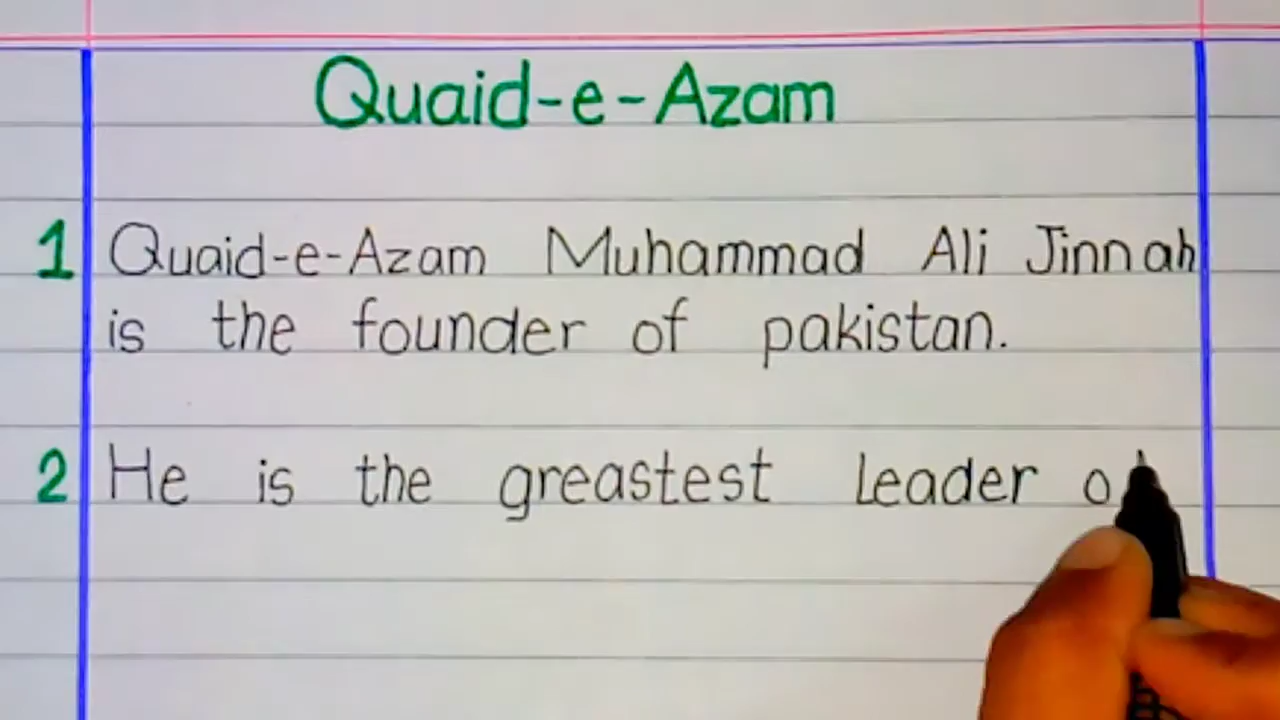 Quaid-e-Azam
1 Quaid-e-Azam Muhammad Ali Jinnah
is the founder of pakistan.
2 He is the greastest leader o